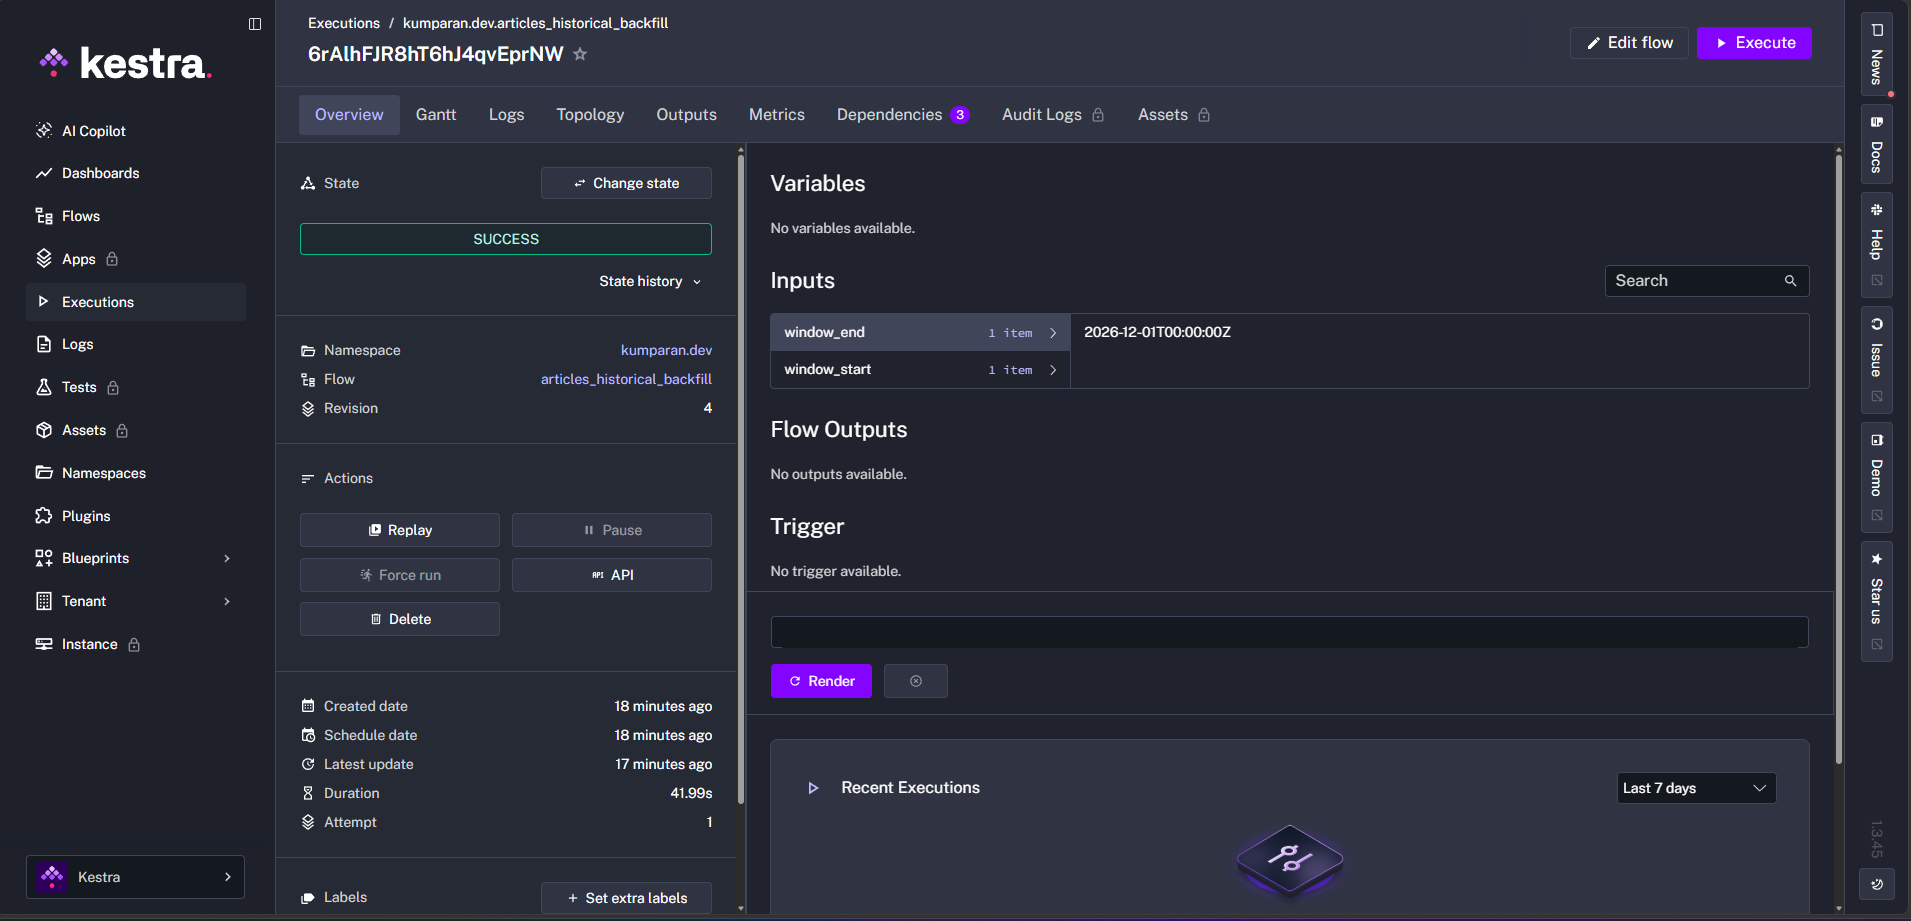 kestra.
AI Copilot
Dashboards
Flows
Apps
Executions
Logs
Tests
Assets
Namespaces
Plugins
Blueprints
Tenant
Instance
Kestra
Executions / kumparan.dev.articles_historical_backfill
6rAlhFJR8hT6hJ4qvEprNW
Edit flow
Execute
Overview Gantt Logs Topology Outputs Metrics Dependencies 3 Audit Logs Assets
State
Change state
SUCCESS
State history
Namespace kumparan.dev
Flow articles_historical_backfill
Revision 4
Actions
Replay Pause
Force run API API
Delete
Created date 18 minutes ago
Schedule date 18 minutes ago
Latest update 17 minutes ago
Duration 41.99s
Attempt 1
Labels
+ Set extra labels
Variables
No variables available.
Inputs
Search
window_end 1 item 2026-12-01T00:00:00Z
window_start 1 item
Flow Outputs
No outputs available.
Trigger
No trigger available.
Render
Recent Executions
Last 7 days
News
Docs
Help
Issue
Demo
Star us
1.3.45